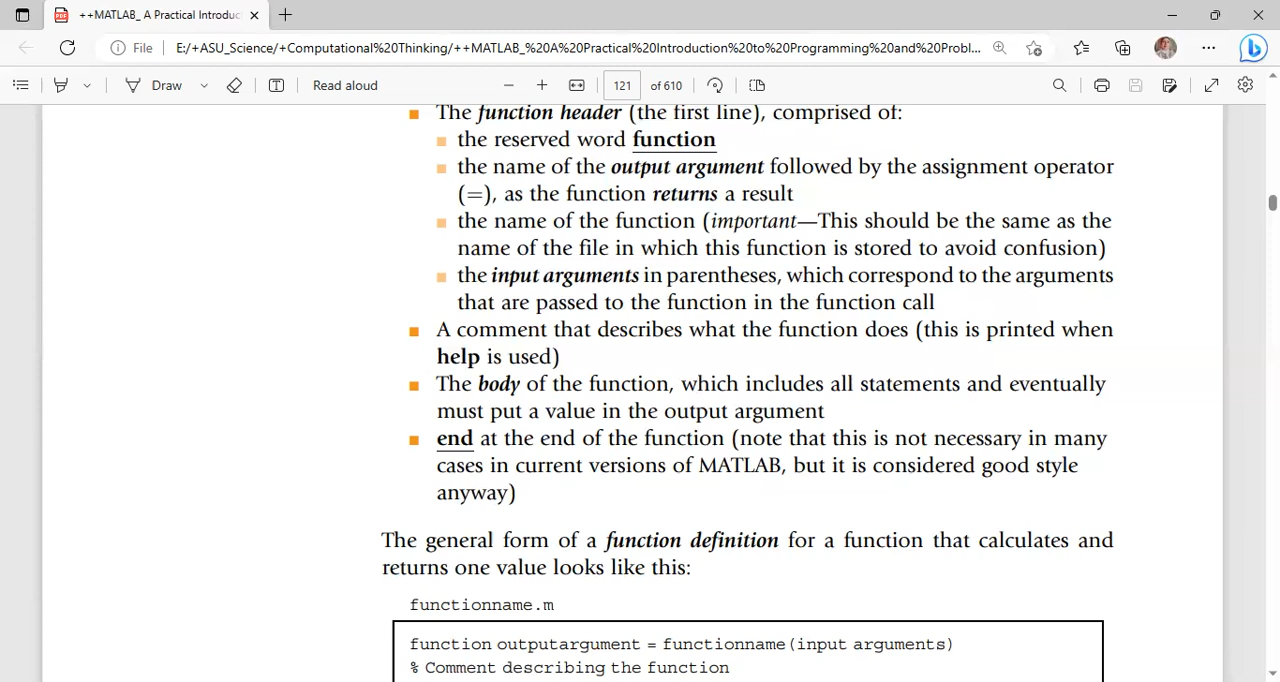 ++MATLAB_ A Practical Introduc
File
E:/+ASU_Science/+Computational%20Thinking/++MATLAB_%20A%20Practical%20Introduction%20to%20Programming%20and%20Probl...
Draw
Read aloud
121 of 610
The function header (the first line), comprised of:
the reserved word function
the name of the output argument followed by the assignment operator
(=), as the function returns a result
the name of the function (important—This should be the same as the
name of the file in which this function is stored to avoid confusion)
the input arguments in parentheses, which correspond to the arguments
that are passed to the function in the function call
A comment that describes what the function does (this is printed when
help is used)
The body of the function, which includes all statements and eventually
must put a value in the output argument
end at the end of the function (note that this is not necessary in many
cases in current versions of MATLAB, but it is considered good style
anyway)
The general form of a function definition for a function that calculates and
returns one value looks like this:
functionname.m
function outputargument = functionname(input arguments)
% Comment describing the function